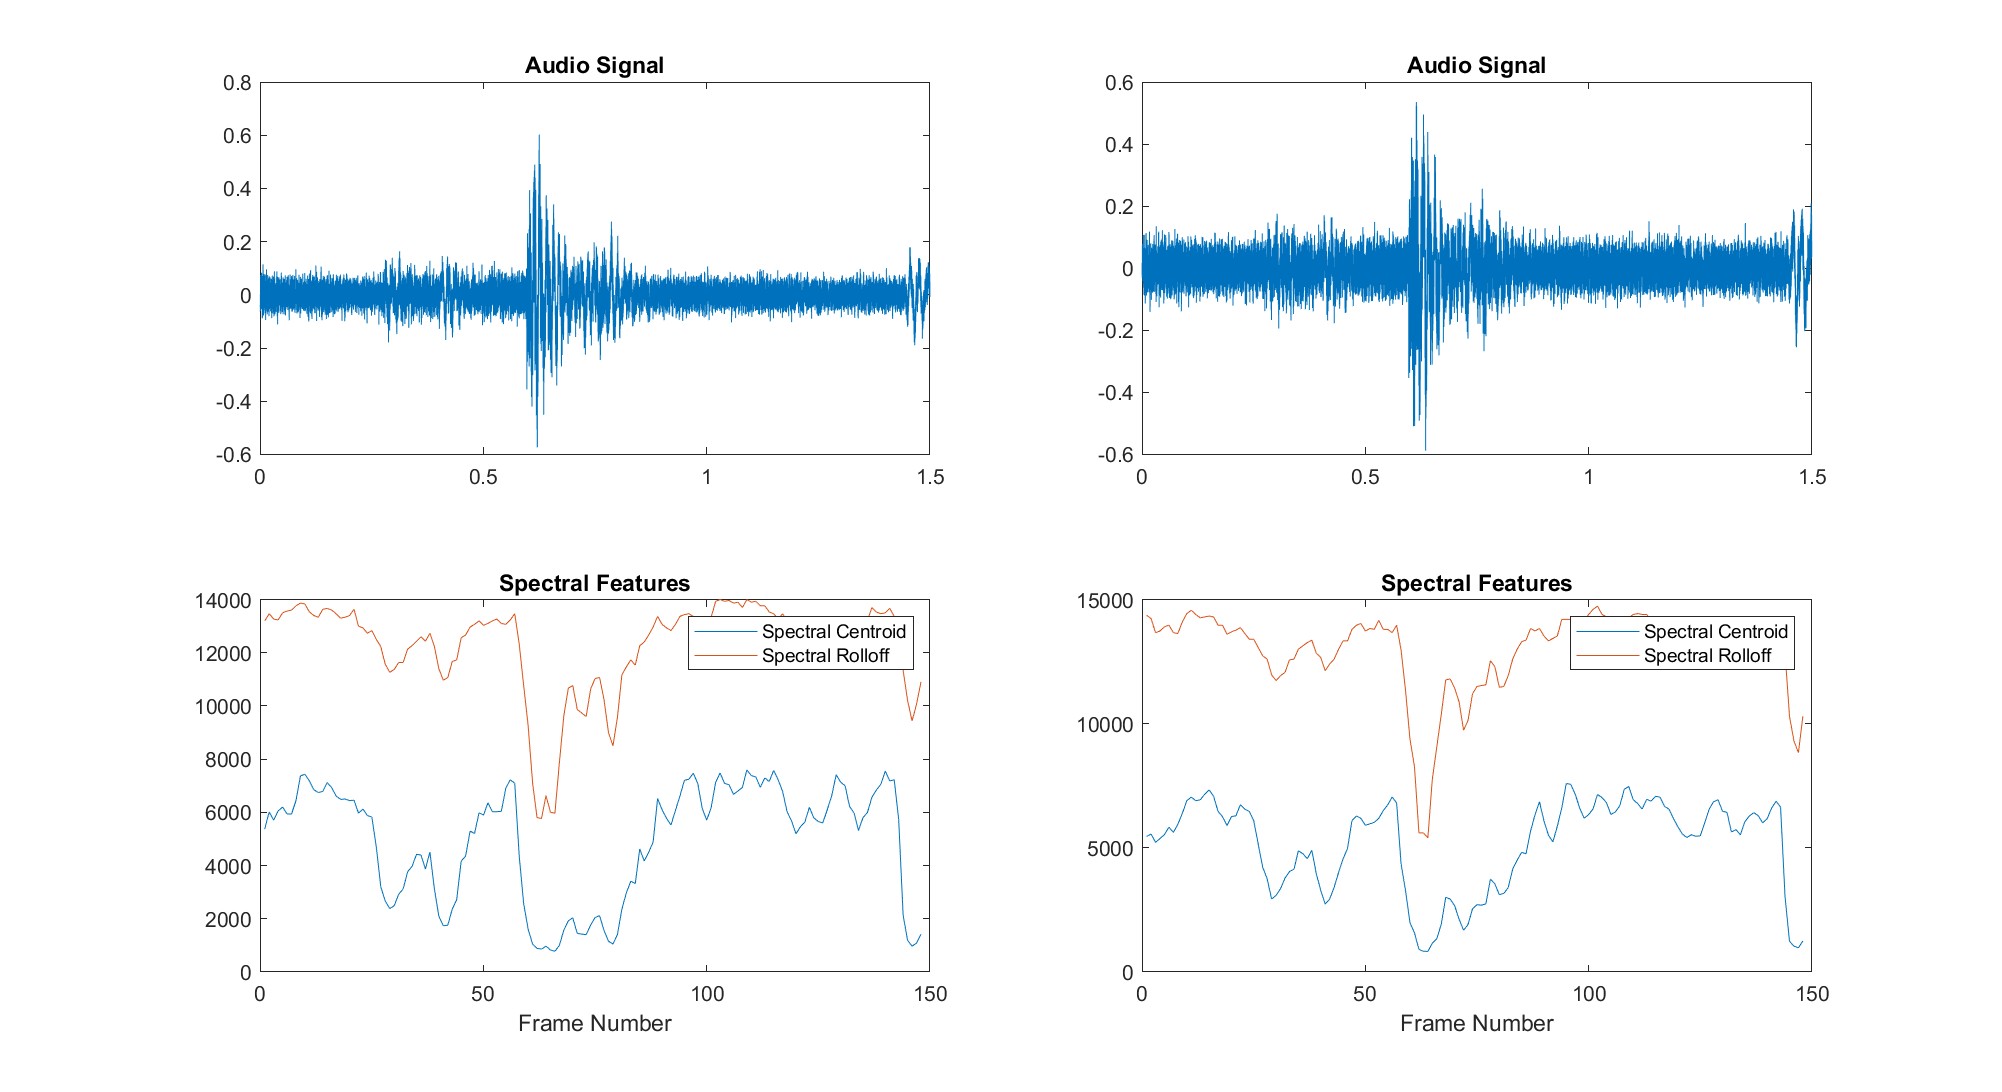 Audio Signal
0.8
0.6
0.4
0.2
0
-0.2
-0.4
-0.6
0 0.5 1 1.5
Audio Signal
0.6
0.4
0.2
0
-0.2
-0.4
-0.6
0 0.5 1 1.5
Spectral Features
14000
12000
10000
8000
6000
4000
2000
0
Spectral Centroid
Spectral Rolloff
0 50 100 150
Frame Number
Spectral Features
15000
10000
5000
0
Spectral Centroid
Spectral Rolloff
0 50 100 150
Frame Number